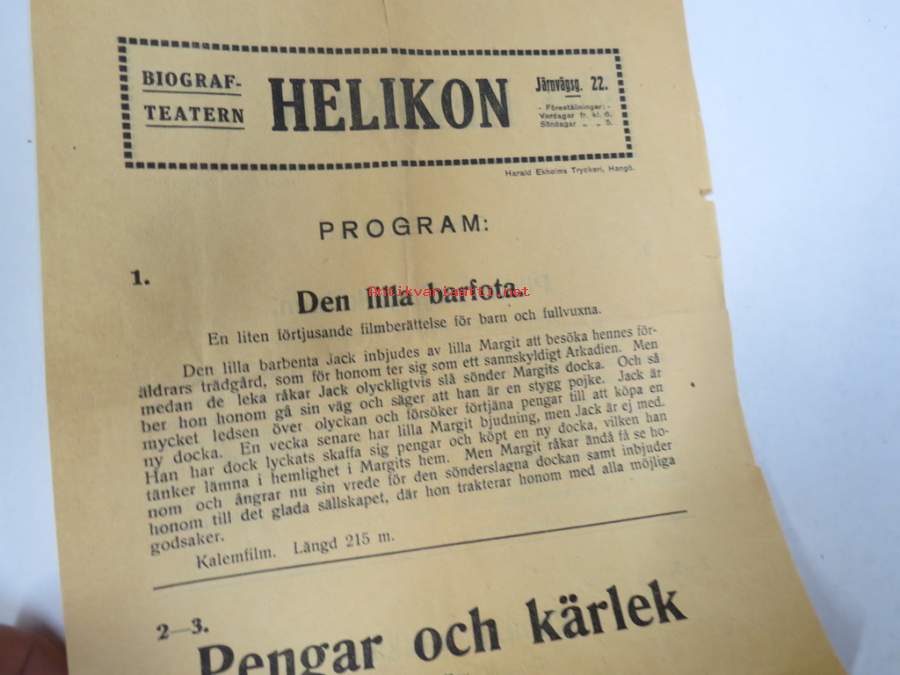 BIOGRAF-
TEATERN
HELIKON
Järnvägsg. 22.
- Föreställningar: -
Vardagar fr. kl. 6.
Söndagar „ „ 5.
Harald Ekholms Tryckeri, Hangö.
PROGRAM:
1.
Den lilla barfota.
antikvariaatti.net
En liten förtjusande filmberättelse för barn och fullvuxna.
Den lilla barbenta Jack inbjudes av lilla Margit att besöka hennes för-
äldrars trädgård, som för honom ter sig som ett sannskyldigt Arkadien. Men
medan de leka råkar Jack olyckligtvis slå sönder Margits docka. Och så
ber hon honom gå sin väg och säger att han är en stygg pojke. Jack är
mycket ledsen över olyckan och försöker förtjäna pengar till att köpa en
ny docka. En vecka senare har lilla Margit bjudning, men Jack är ej med.
Han har dock lyckats skaffa sig pengar och köpt en ny docka, vilken han
tänker lämna i hemlighet i Margits hem. Men Margit råkar ändå få se ho-
nom och ångrar nu sin vrede för den sönderslagna dockan samt inbjuder
honom till det glada sällskapet, där hon trakterar honom med alla möjliga
godsaker.
Kalemfilm. Längd 215 m.
2—3.
Pengar och kärlek